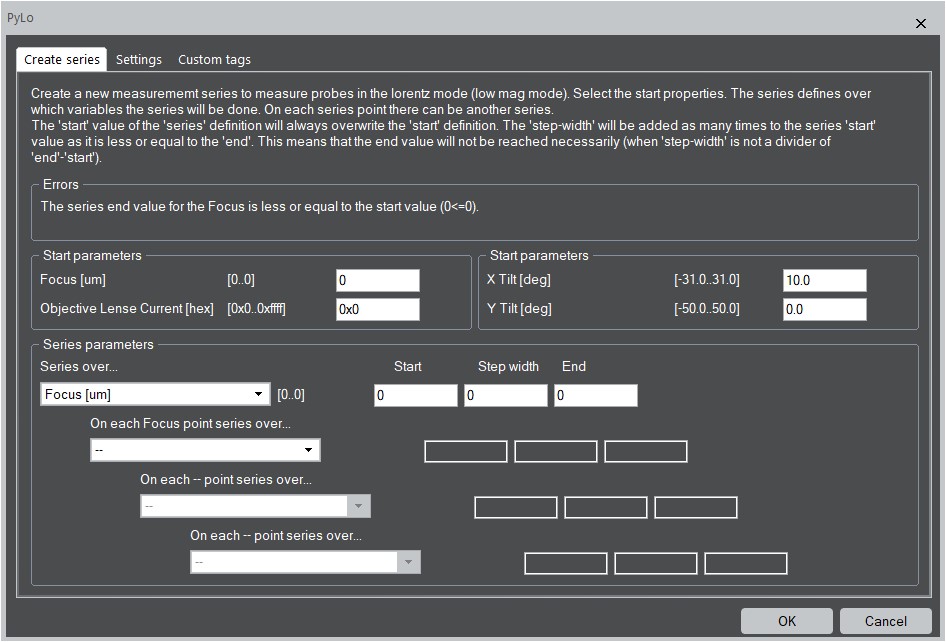 PyLo
Create series Settings Custom tags
Create a new measurememt series to measure probes in the lorentz mode (low mag mode). Select the start properties. The series defines over
which variables the series will be done. On each series point there can be another series.
The 'start' value of the 'series' definition will always overwrite the 'start' definition. The 'step-width' will be added as many times to the series 'start'
value as it is less or equal to the 'end'. This means that the end value will not be reached necessarily (when 'step-width' is not a divider of
'end'-'start').
Errors
The series end value for the Focus is less or equal to the start value (0<=0).
Start parameters
Focus [um] [0..0] 0
Objective Lense Current [hex] [0x0..0xffff] 0x0
Start parameters
X Tilt [deg] [-31.0..31.0] 10.0
Y Tilt [deg] [-50.0..50.0] 0.0
Series parameters
Series over... Start Step width End
Focus [um] [0..0] 0 0 0
On each Focus point series over...
--
On each -- point series over...
--
On each -- point series over...
--
OK Cancel